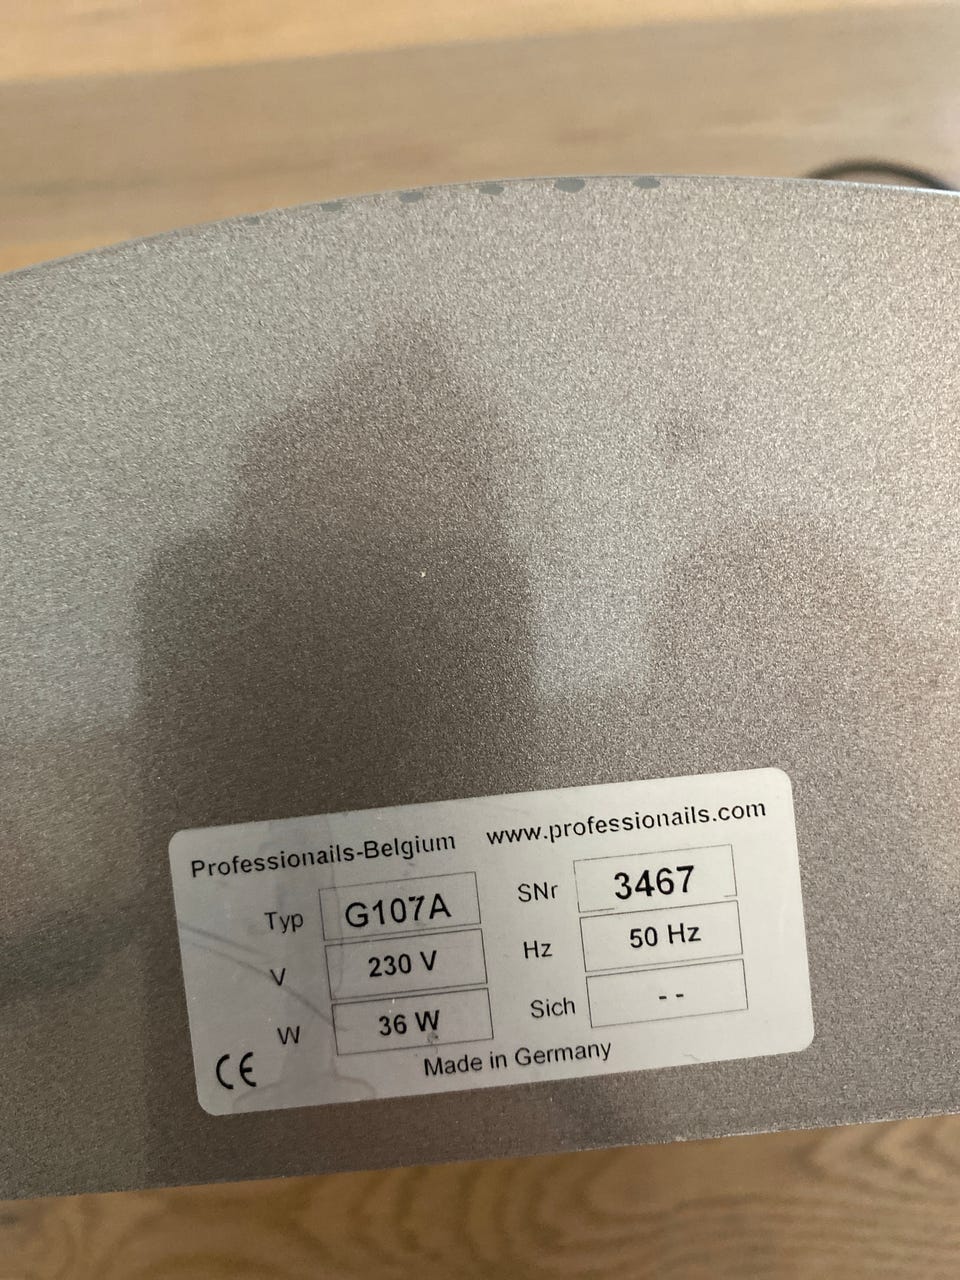 Professionails-Belgium www.professionails.com
Typ G107A SNr 3467
V 230 V Hz 50 Hz
W 36 W Sich - -
CE Made in Germany